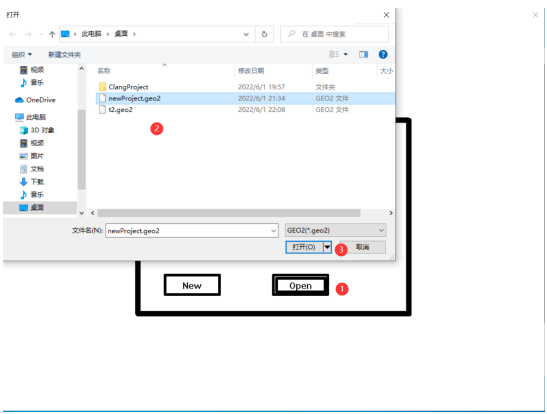 打开
此电脑 › 桌面 ›
在 桌面 中搜索
组织 新建文件夹
名称 修改日期 类型 大小
视频
音乐
OneDrive
此电脑
3D 对象
视频
图片
文档
下载
音乐
桌面
ClangProject 2022/6/1 19:57 文件夹
newProject.geo2 2022/6/1 21:34 GEO2 文件
t2.geo2 2022/6/1 22:08 GEO2 文件
2
文件名(N): newProject.geo2 GEO2(*.geo2)
打开(O) 3 取消
New Open 1